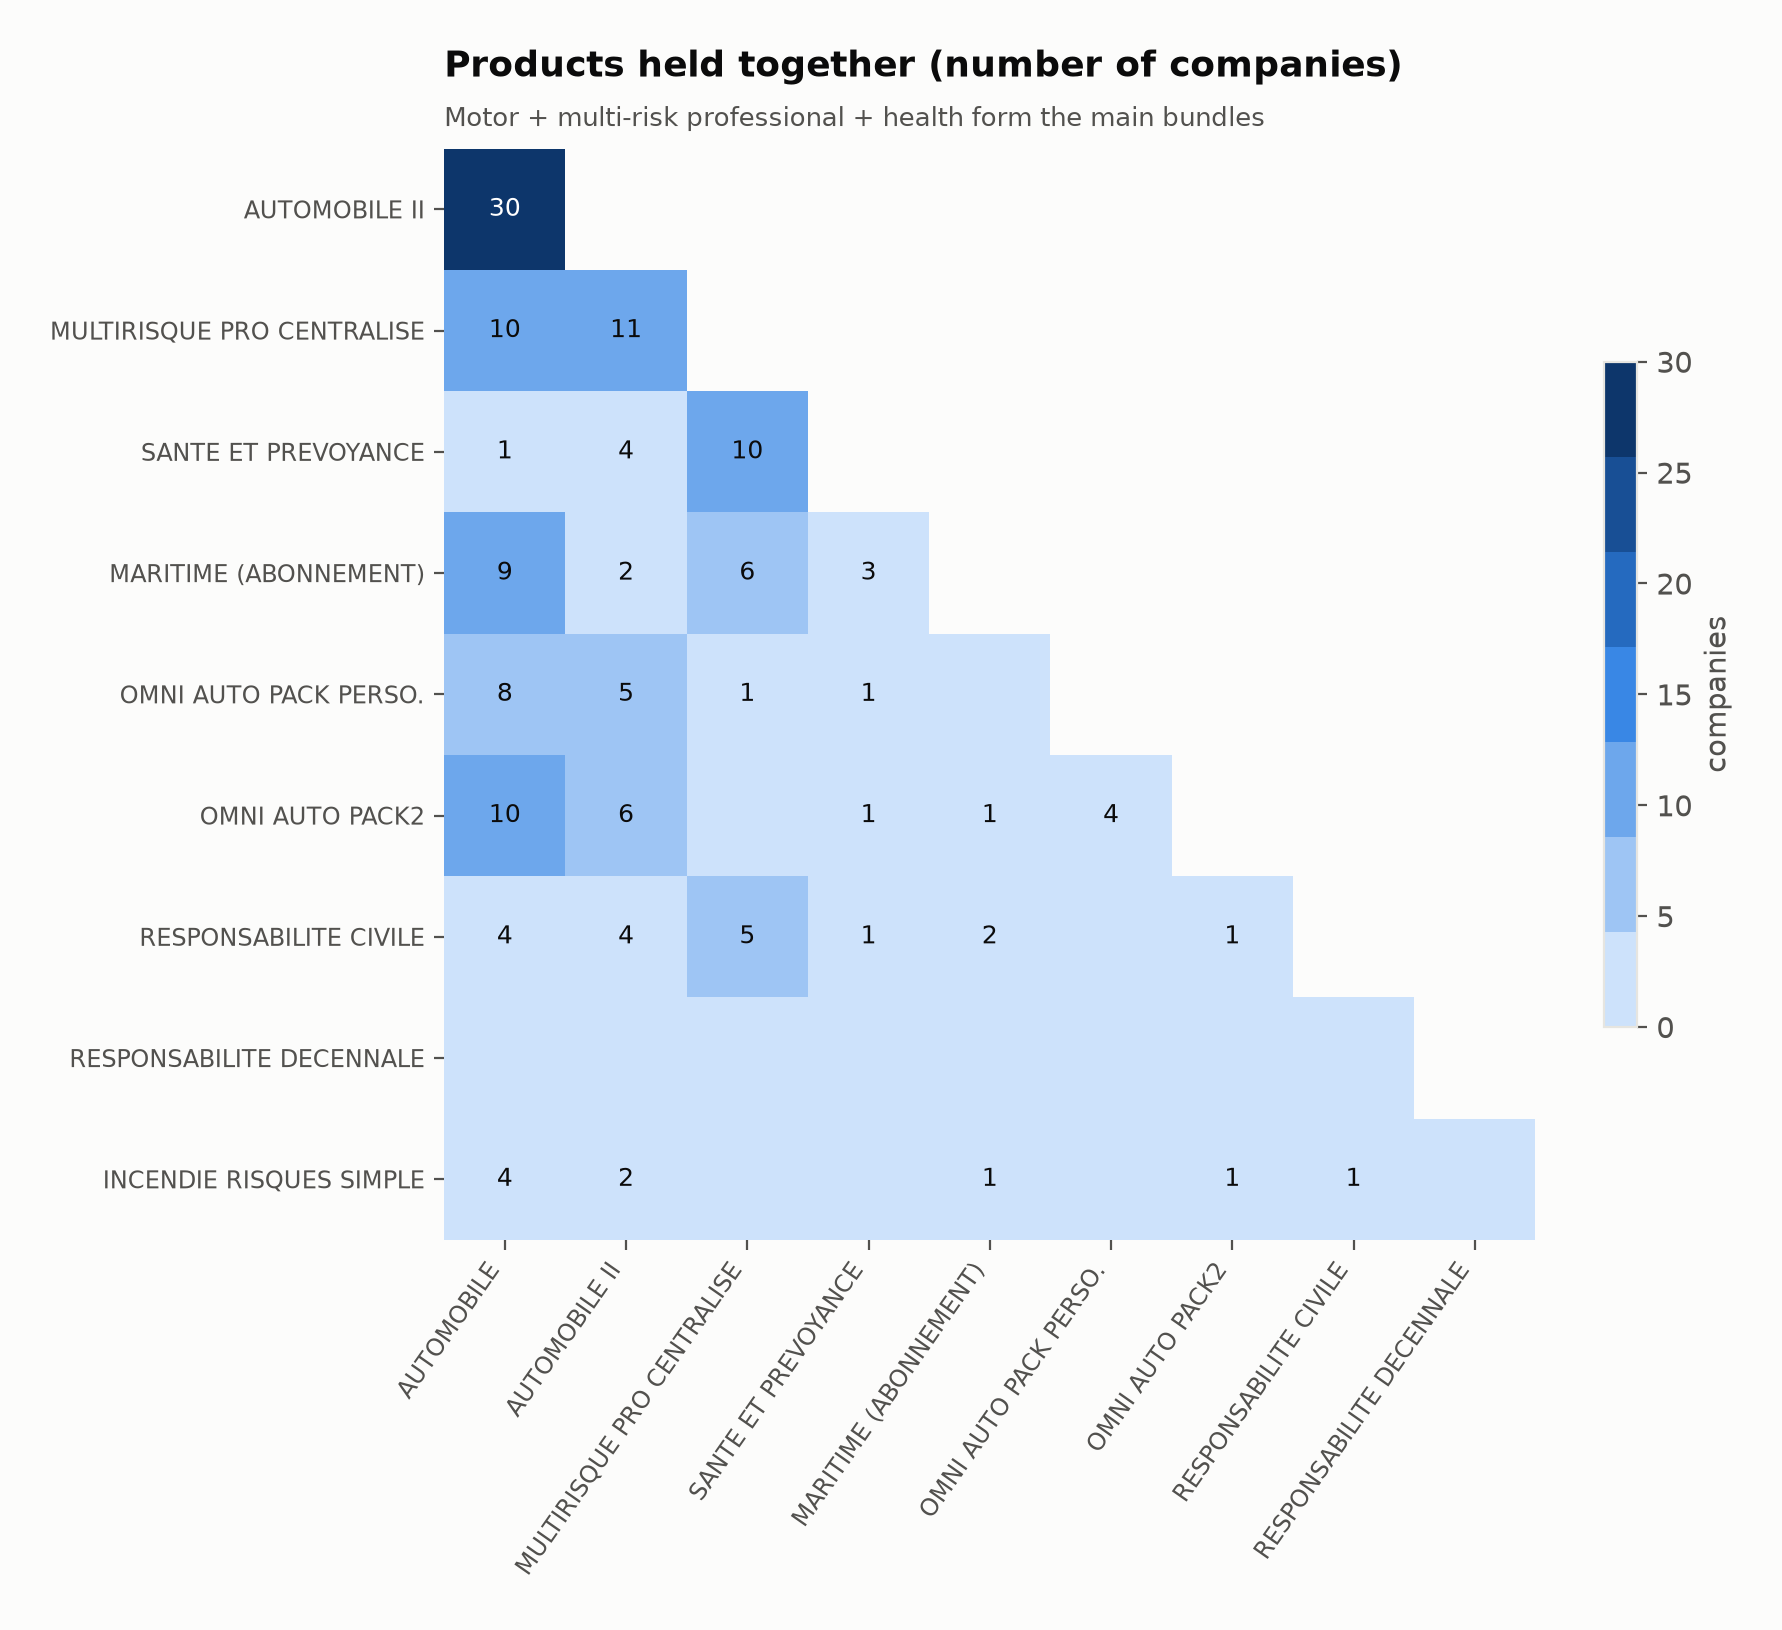 Products held together (number of companies)
Motor + multi-risk professional + health form the main bundles
AUTOMOBILE II 30
MULTIRISQUE PRO CENTRALISE 10 11
SANTE ET PREVOYANCE 1 4 10
MARITIME (ABONNEMENT) 9 2 6 3
OMNI AUTO PACK PERSO. 8 5 1 1
OMNI AUTO PACK2 10 6 1 1 4
RESPONSABILITE CIVILE 4 4 5 1 2 1
RESPONSABILITE DECENNALE
INCENDIE RISQUES SIMPLE 4 2 1 1 1
AUTOMOBILE
AUTOMOBILE II
MULTIRISQUE PRO CENTRALISE
SANTE ET PREVOYANCE
MARITIME (ABONNEMENT)
OMNI AUTO PACK PERSO.
OMNI AUTO PACK2
RESPONSABILITE CIVILE
RESPONSABILITE DECENNALE
30
25
20
15
10
5
0
companies